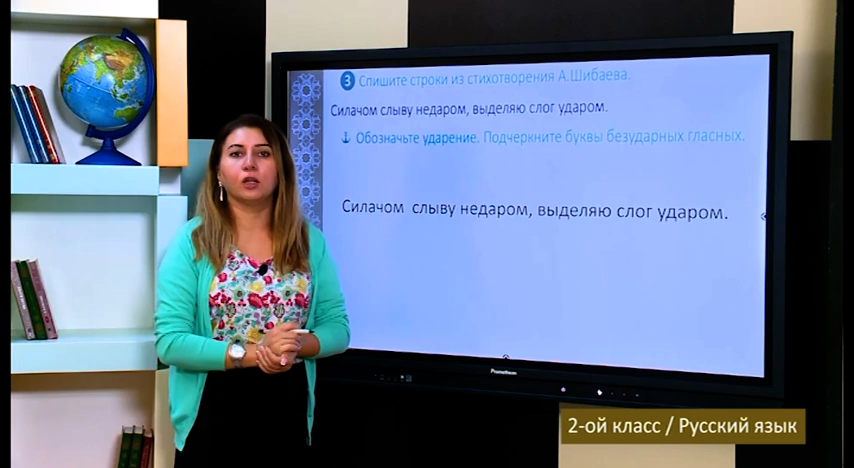 3 Спишите строки из стихотворения А.Шибаева.
Силачом слыву недаром, выделяю слог ударом.
Обозначьте ударение. Подчеркните буквы безударных гласных.
Силачом слыву недаром, выделяю слог ударом.
Promethean
2-ой класс / Русский язык